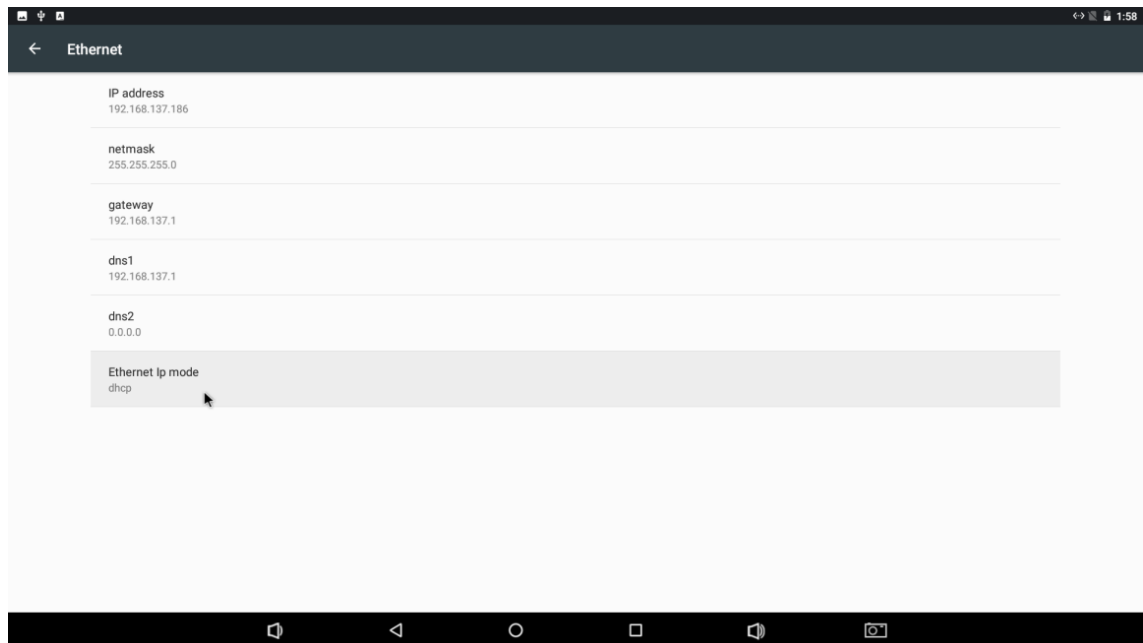 1:58
Ethernet
IP address
192.168.137.186
netmask
255.255.255.0
gateway
192.168.137.1
dns1
192.168.137.1
dns2
0.0.0.0
Ethernet Ip mode
dhcp